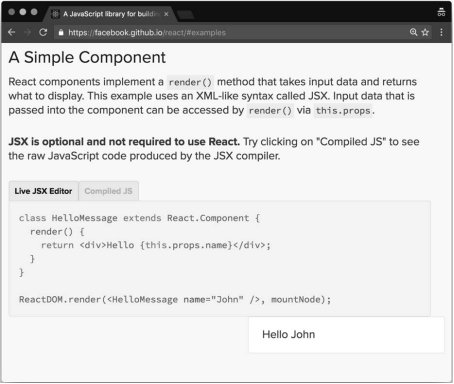 A JavaScript library for buildin
https://facebook.github.io/react/#examples
A Simple Component
React components implement a render() method that takes input data and returns
what to display. This example uses an XML-like syntax called JSX. Input data that is
passed into the component can be accessed by render() via this.props.
JSX is optional and not required to use React. Try clicking on "Compiled JS" to see
the raw JavaScript code produced by the JSX compiler.
Live JSX Editor Compiled JS
class HelloMessage extends React.Component {
render() {
return <div>Hello {this.props.name}</div>;
}
}
ReactDOM.render(<HelloMessage name="John" />, mountNode);
Hello John